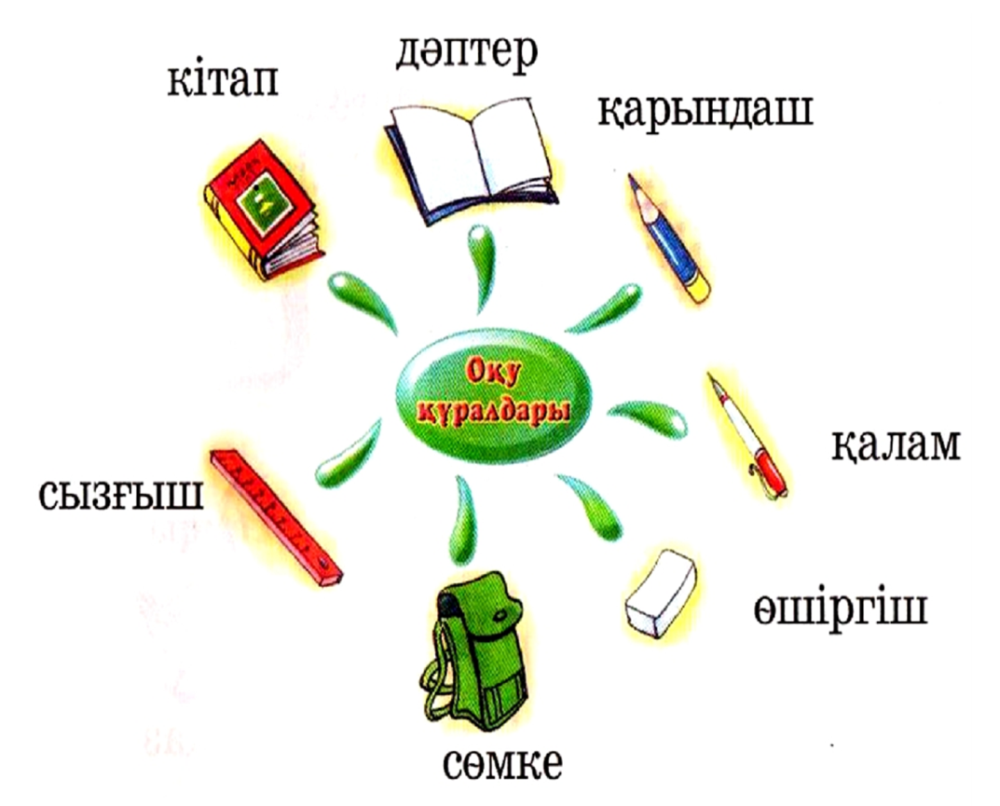 дәптер
кітап
қарындаш
Оқу
құралдары
қалам
сызғыш
өшіргіш
сөмке